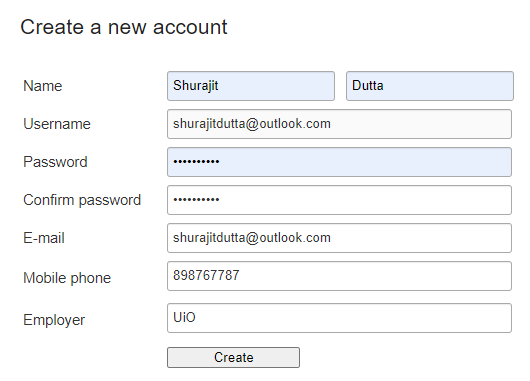 Create a new account
Name Shurajit Dutta
Username shurajitdutta@outlook.com
Password ••••••••••
Confirm password ••••••••••
E-mail shurajitdutta@outlook.com
Mobile phone 898767787
Employer UiO
Create